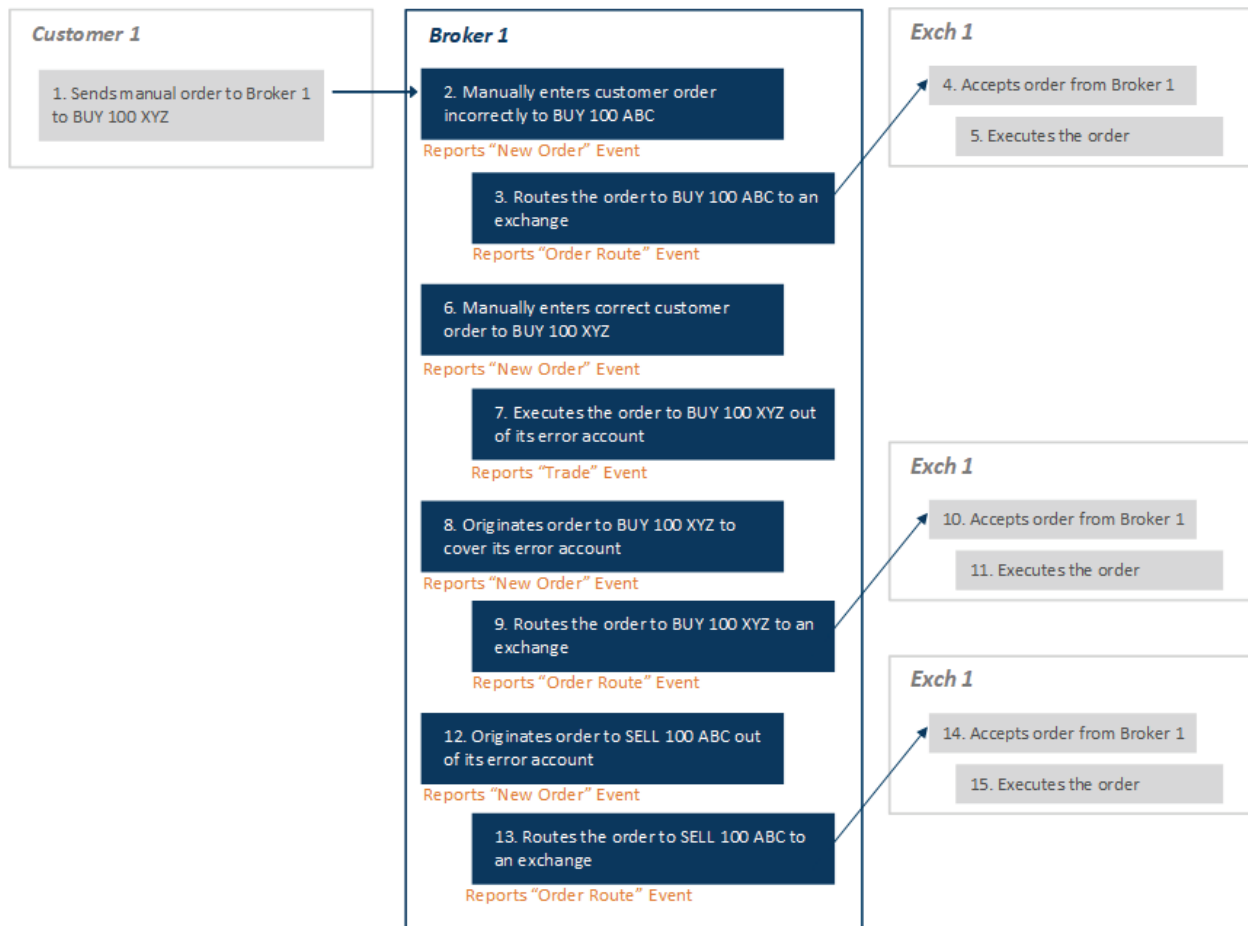 Customer 1
1. Sends manual order to Broker 1
to BUY 100 XYZ
Broker 1
2. Manually enters customer order
incorrectly to BUY 100 ABC
Reports “New Order” Event
3. Routes the order to BUY 100 ABC to an
exchange
Reports “Order Route” Event
Exch 1
4. Accepts order from Broker 1
5. Executes the order
6. Manually enters correct customer
order to BUY 100 XYZ
Reports “New Order” Event
7. Executes the order to BUY 100 XYZ out
of its error account
Reports “Trade” Event
8. Originates order to BUY 100 XYZ to
cover its error account
Reports “New Order” Event
9. Routes the order to BUY 100 XYZ to an
exchange
Reports “Order Route” Event
Exch 1
10. Accepts order from Broker 1
11. Executes the order
12. Originates order to SELL 100 ABC out
of its error account
Reports “New Order” Event
13. Routes the order to SELL 100 ABC to
an exchange
Reports “Order Route” Event
Exch 1
14. Accepts order from Broker 1
15. Executes the order